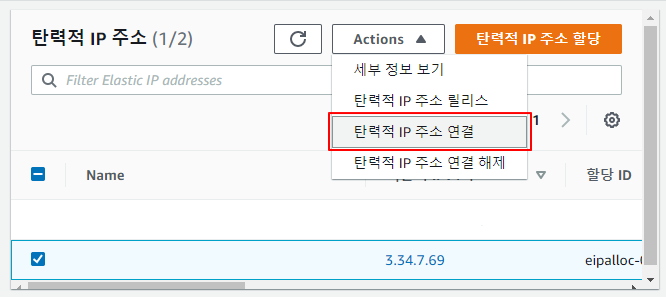 탄력적 IP 주소 (1/2)
Actions
탄력적 IP 주소 할당
세부 정보 보기
Filter Elastic IP addresses
탄력적 IP 주소 릴리스
1
탄력적 IP 주소 연결
탄력적 IP 주소 연결 해제
Name
할당 ID
3.34.7.69
eipalloc-